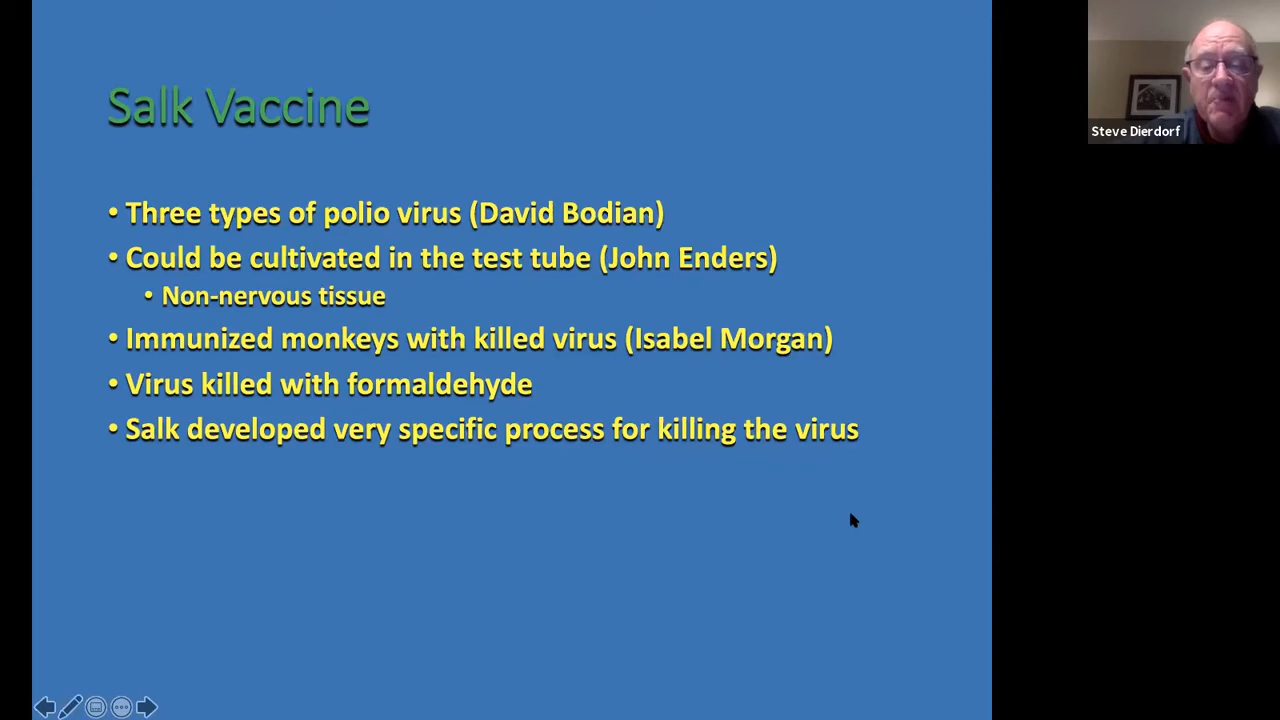 Salk Vaccine
• Three types of polio virus (David Bodian)
• Could be cultivated in the test tube (John Enders)
• Non-nervous tissue
• Immunized monkeys with killed virus (Isabel Morgan)
• Virus killed with formaldehyde
• Salk developed very specific process for killing the virus
Steve Dierdorf